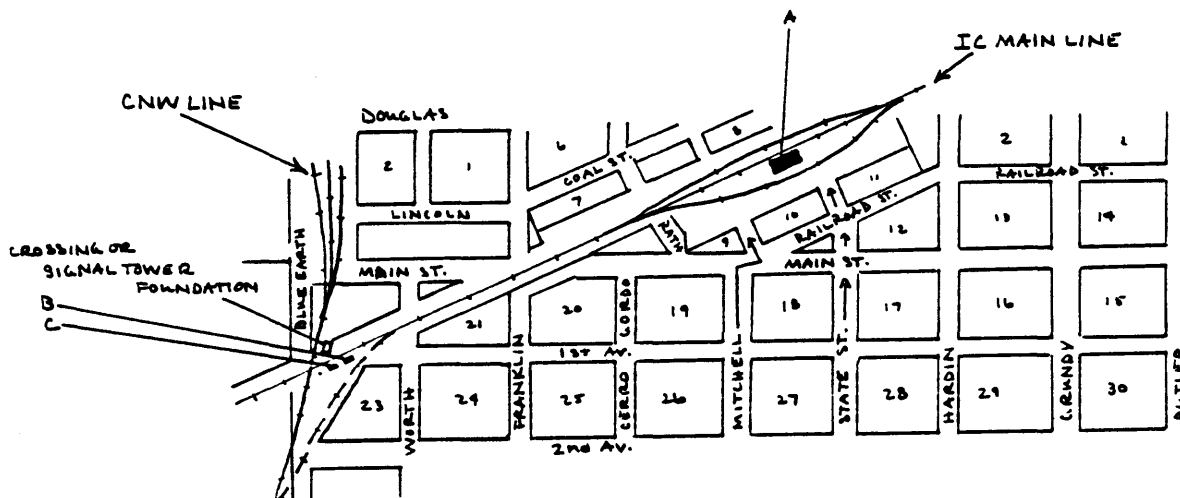 A
IC MAIN LINE
CNW LINE
DOUGLAS
2
1
6
8
COAL ST.
7
LINCOLN
2
1
RAILROAD ST.
11
10
RAILROAD ST.
RATH
9
12
13
14
CROSSING OR
SIGNAL TOWER
FOUNDATION
BLUE EARTH
MAIN ST.
MAIN ST.
B
C
21
20
CERRO GORDO
19
18
17
16
15
1ST AV.
23
WORTH
24
FRANKLIN
25
26
MITCHELL
27
STATE ST.
28
HARDIN
29
GRUNDY
30
BUTLER
2nd AV.